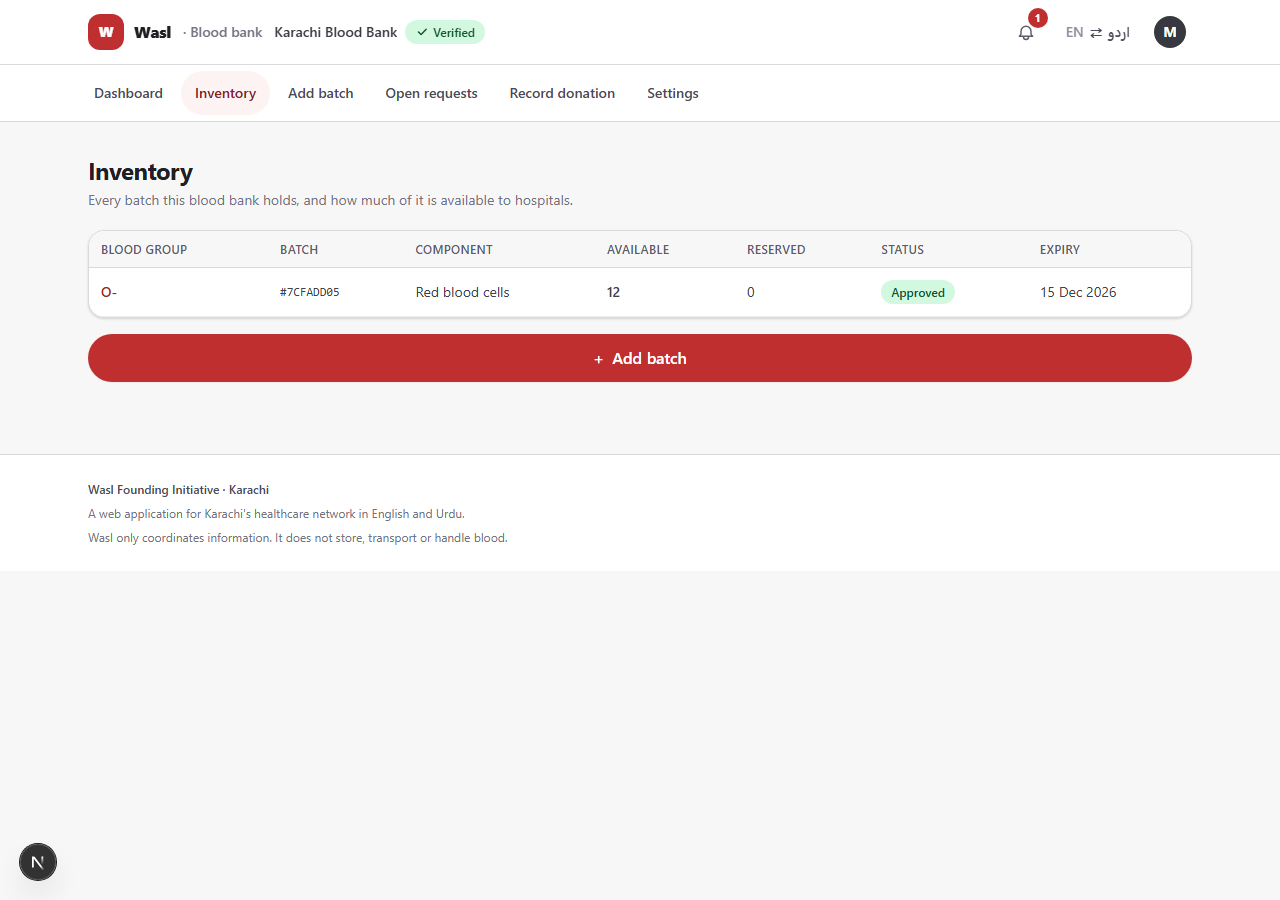 W Wasl · Blood bank Karachi Blood Bank ✓ Verified 1 EN ⇄ اردو M
Dashboard Inventory Add batch Open requests Record donation Settings
Inventory
Every batch this blood bank holds, and how much of it is available to hospitals.
BLOOD GROUP BATCH COMPONENT AVAILABLE RESERVED STATUS EXPIRY
O- #7CFADD05 Red blood cells 12 0 Approved 15 Dec 2026
+ Add batch
Wasl Founding Initiative · Karachi
A web application for Karachi's healthcare network in English and Urdu.
Wasl only coordinates information. It does not store, transport or handle blood.
N